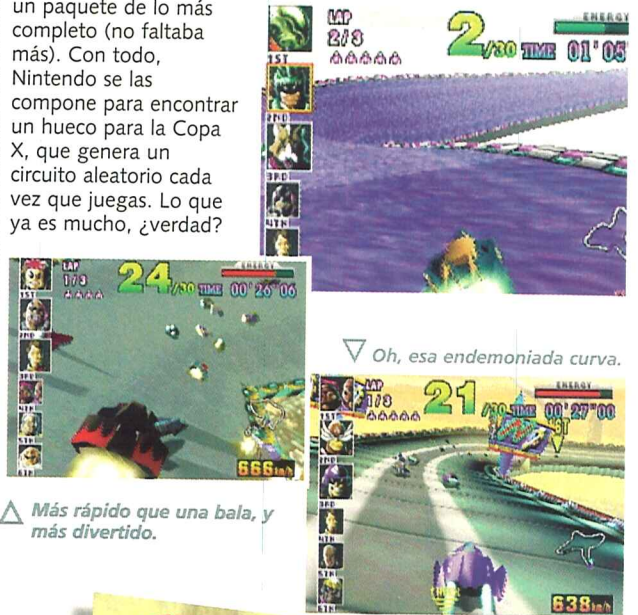 un paquete de lo más
completo (no faltaba
más). Con todo,
Nintendo se las
compone para encontrar
un hueco para la Copa
X, que genera un
circuito aleatorio cada
vez que juegas. Lo que
ya es mucho, ¿verdad?
LAP
2/3
2/30 TIME 01'05
ENERGY
1ST
2ND
3RD
4TH
LAP
1/3
24/30 TIME 00'26"06
ENERGY
1ST
2ND
3RD
4TH
5TH
6TH
666km/h
Más rápido que una bala, y
más divertido.
Oh, esa endemoniada curva.
LAP
1/3
21/30 TIME 00'27"00
ENERGY
1ST
2ND
3RD
4TH
5TH
6TH
638km/h